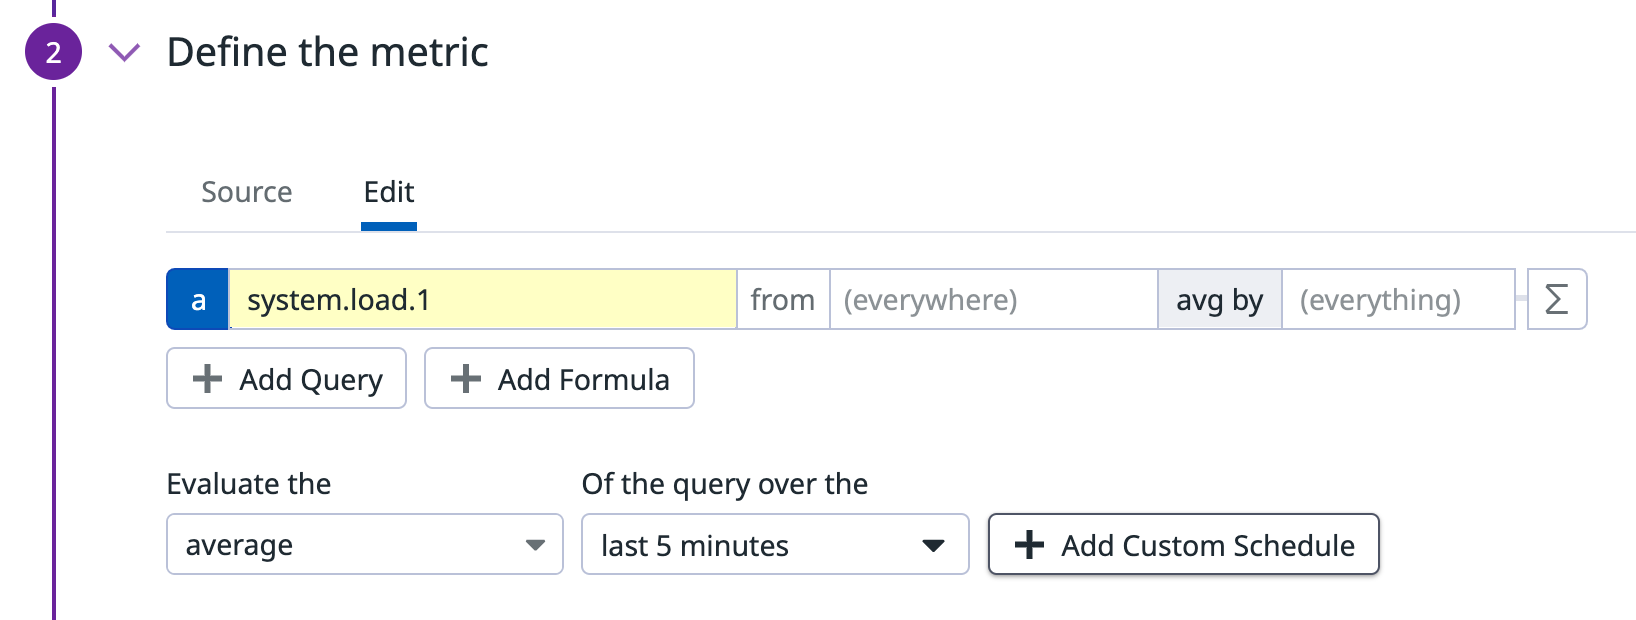 2 Define the metric
Source Edit
a system.load.1 from (everywhere) avg by (everything) Σ
Add Query Add Formula
Evaluate the Of the query over the
average last 5 minutes Add Custom Schedule